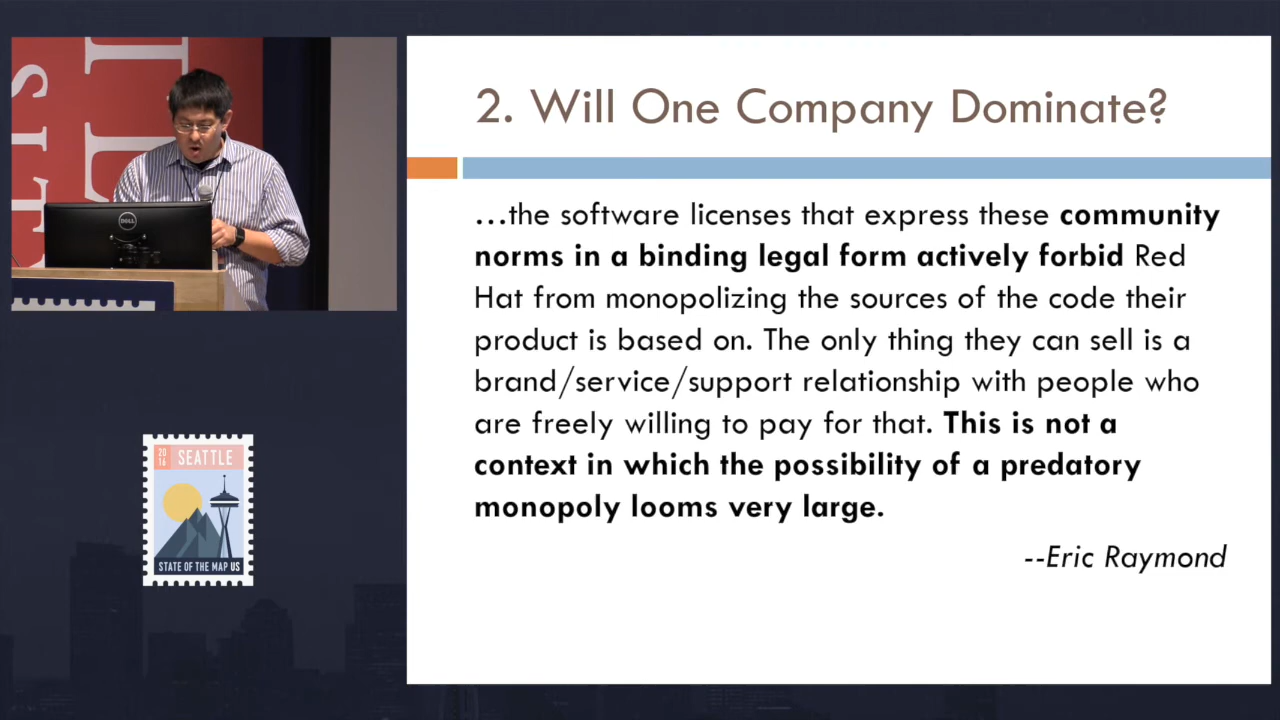 2. Will One Company Dominate?
…the software licenses that express these community
norms in a binding legal form actively forbid Red
Hat from monopolizing the sources of the code their
product is based on. The only thing they can sell is a
brand/service/support relationship with people who
are freely willing to pay for that. This is not a
context in which the possibility of a predatory
monopoly looms very large.
--Eric Raymond
DELL
20
16
SEATTLE
STATE OF THE MAP US